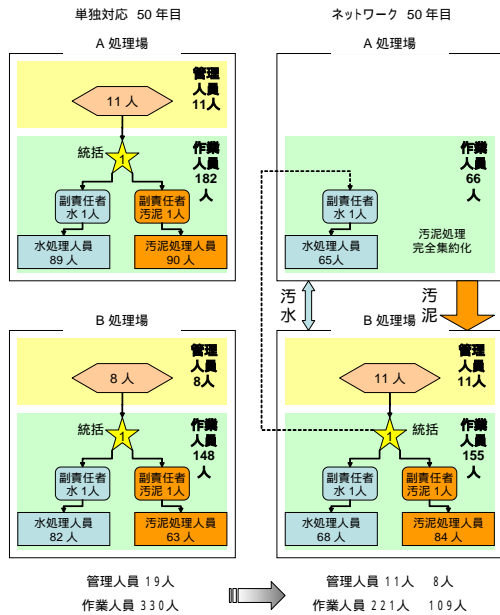 単独対応 50年目
A 処理場
管理
人員
11人
11 人
統括
1
作業
人員
182
人
副責任者
水 1人
副責任者
汚泥 1人
水処理人員
89 人
汚泥処理人員
90 人
B 処理場
管理
人員
8人
8 人
1
統括
作業
人員
148
人
副責任者
水 1人
副責任者
汚泥 1人
水処理人員
82 人
汚泥処理人員
63 人
管理人員 19人
作業人員 330人
ネットワーク 50年目
A 処理場
作業
人員
66
人
副責任者
水 1人
水処理人員
65人
汚泥処理
完全集約化
汚
水
汚
泥
B 処理場
管理
人員
11人
11 人
1
統括
作業
人員
155
人
副責任者
水 1人
副責任者
汚泥 1人
水処理人員
68 人
汚泥処理人員
84 人
管理人員 11人 8人
作業人員 221人 109人